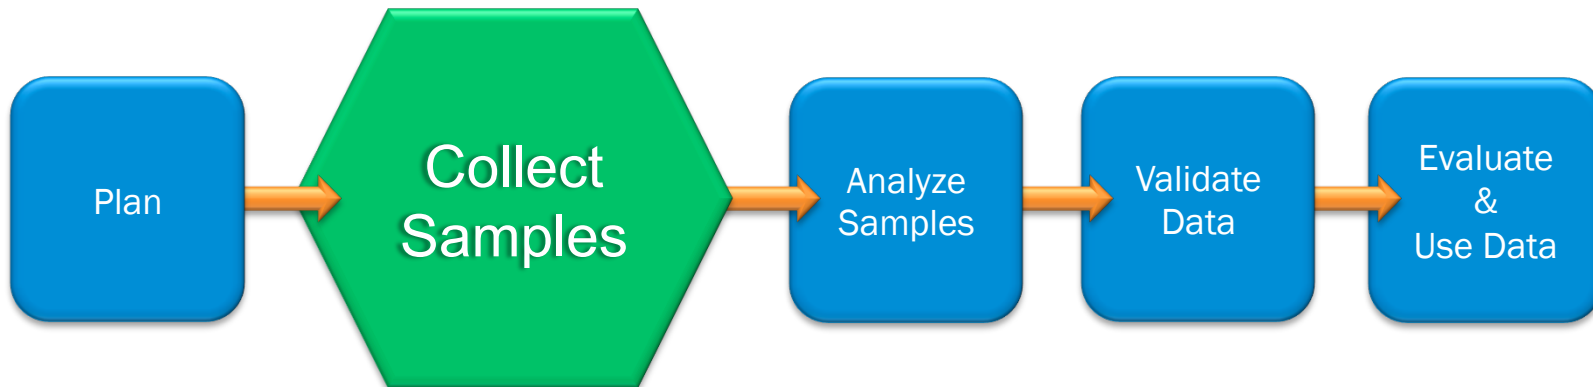 Plan
Collect
Samples
Analyze
Samples
Validate
Data
Evaluate
&
Use Data